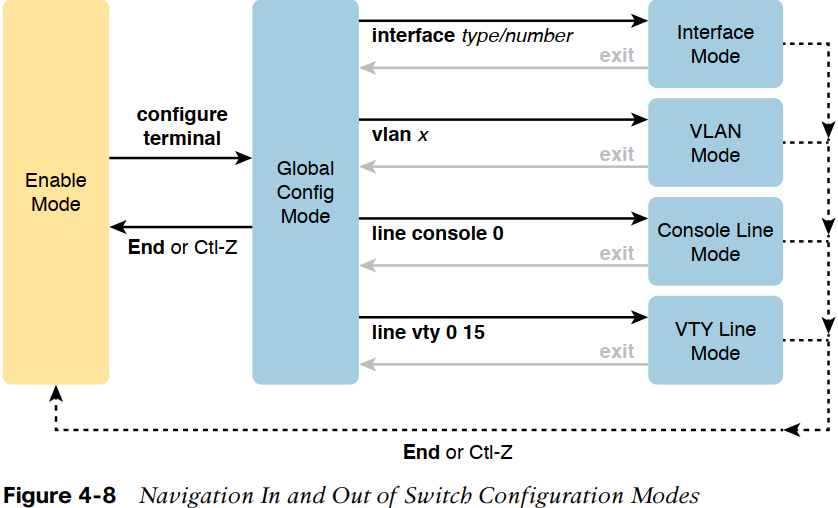 Enable
Mode
configure
terminal
End or Ctl-Z
Global
Config
Mode
interface type/number
exit
Interface
Mode
vlan x
exit
VLAN
Mode
line console 0
exit
Console Line
Mode
line vty 0 15
exit
VTY Line
Mode
End or Ctl-Z
Figure 4-8 Navigation In and Out of Switch Configuration Modes